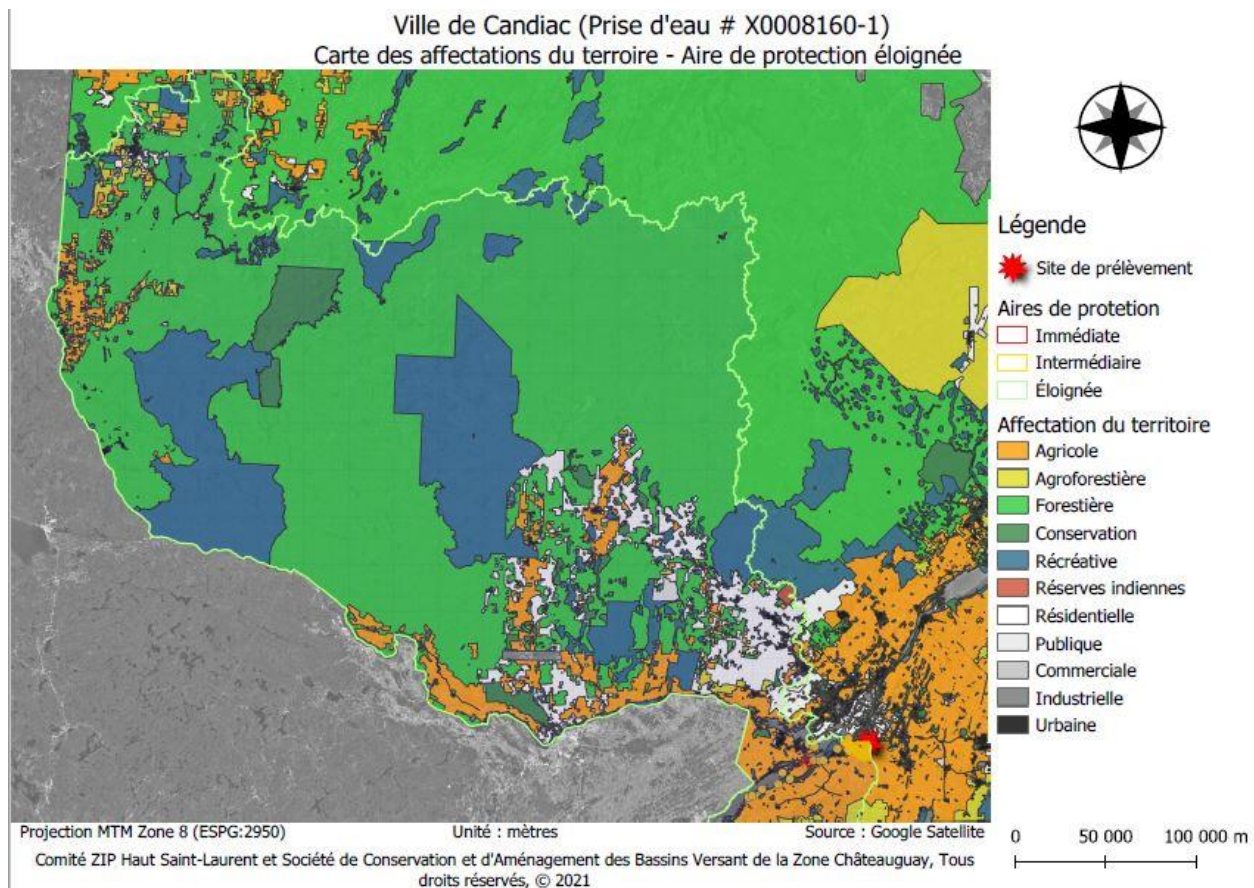 Ville de Candiac (Prise d'eau # X0008160-1)
Carte des affectations du terroire - Aire de protection éloignée
Légende
Site de prélèvement
Aires de protetion
Immédiate
Intermédiaire
Éloignée
Affectation du territoire
Agricole
Agroforestière
Forestière
Conservation
Récréative
Réserves indiennes
Résidentielle
Publique
Commerciale
Industrielle
Urbaine
Projection MTM Zone 8 (ESPG:2950)
Unité : mètres
Source : Google Satellite
0 50 000 100 000 m
Comité ZIP Haut Saint-Laurent et Société de Conservation et d'Aménagement des Bassins Versant de la Zone Châteauguay, Tous
droits réservés, © 2021